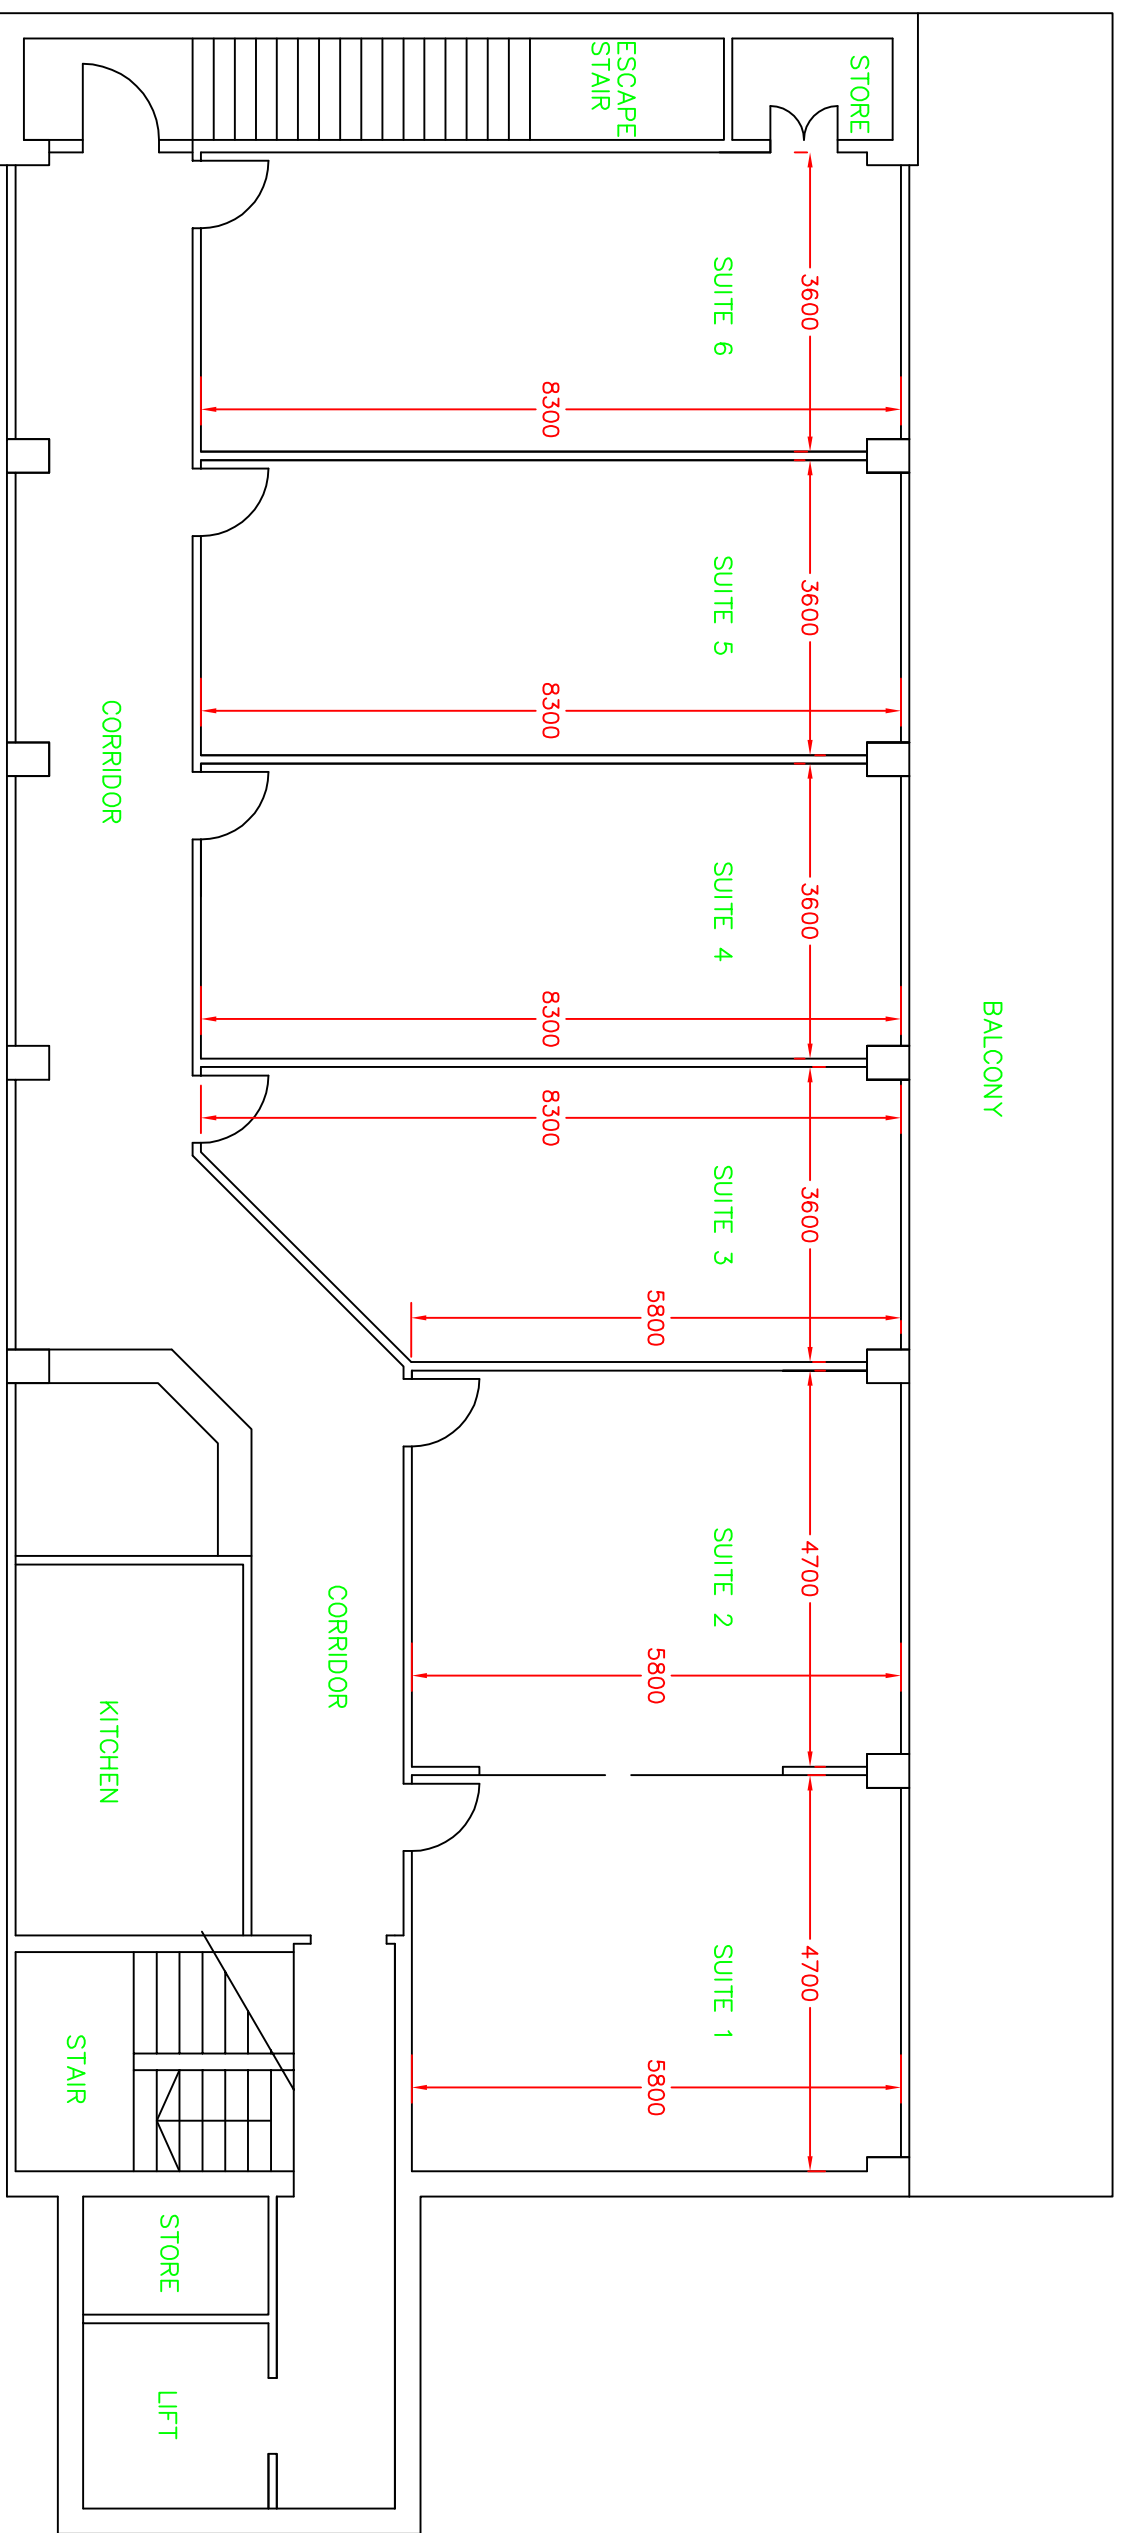 ESCAPE
STAIR
STORE
3600
SUITE 6
8300
3600
SUITE 5
8300
CORRIDOR
3600
SUITE 4
8300
BALCONY
8300
3600
SUITE 3
5800
4700
SUITE 2
5800
CORRIDOR
KITCHEN
4700
SUITE 1
5800
STAIR
STORE
LIFT